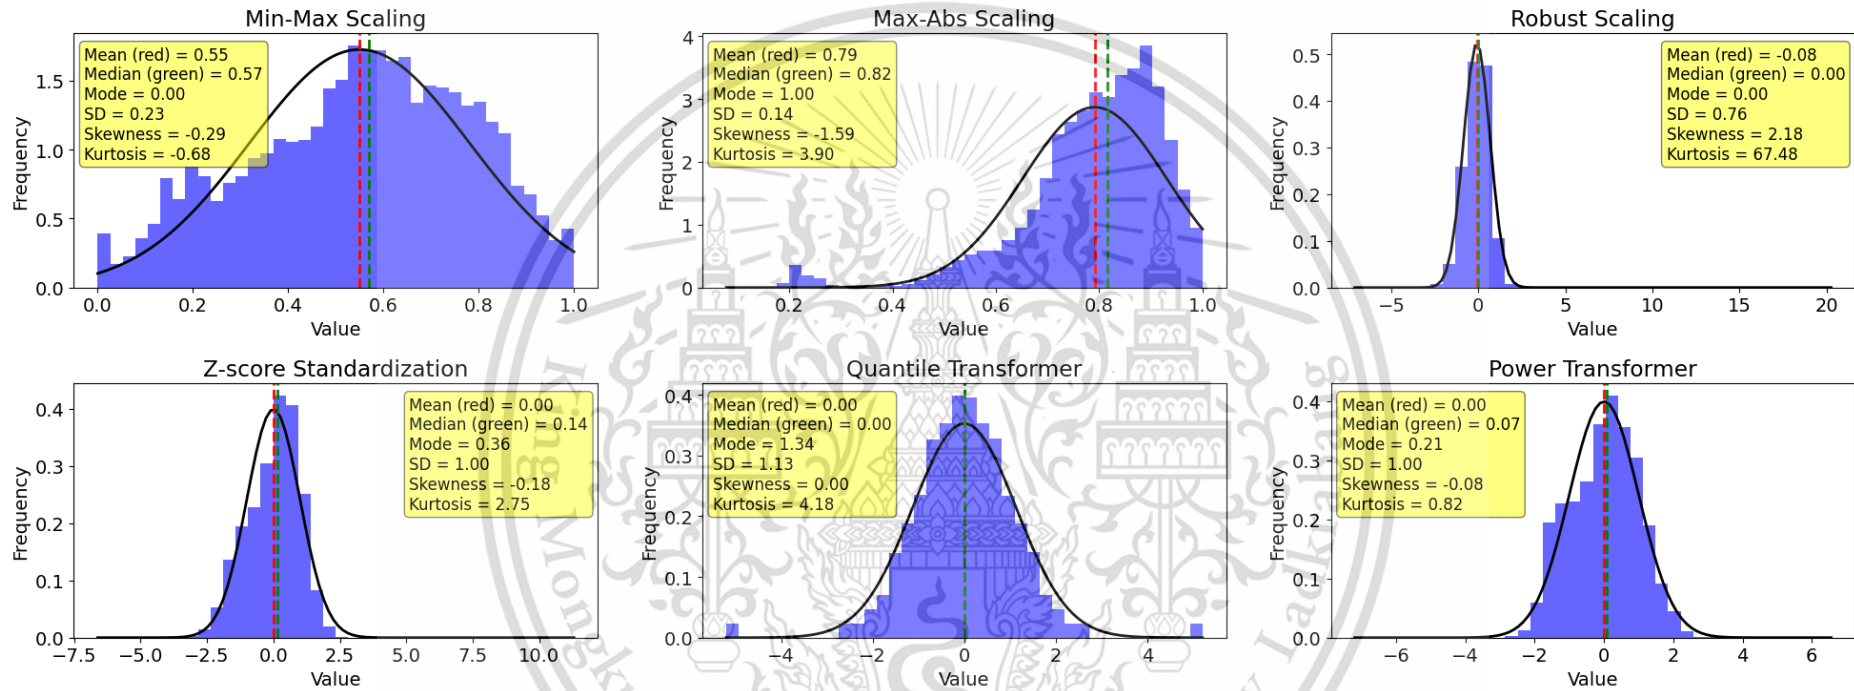 Min-Max Scaling
Mean (red) = 0.55
Median (green) = 0.57
Mode = 0.00
SD = 0.23
Skewness = -0.29
Kurtosis = -0.68
Frequency
1.5
1.0
0.5
0.0
0.0 0.2 0.4 0.6 0.8 1.0
Value
Max-Abs Scaling
Mean (red) = 0.79
Median (green) = 0.82
Mode = 1.00
SD = 0.14
Skewness = -1.59
Kurtosis = 3.90
Frequency
4
3
2
1
0
0.2 0.4 0.6 0.8 1.0
Value
Robust Scaling
Mean (red) = -0.08
Median (green) = 0.00
Mode = 0.00
SD = 0.76
Skewness = 2.18
Kurtosis = 67.48
Frequency
0.5
0.4
0.3
0.2
0.1
0.0
−5 0 5 10 15 20
Value
Z-score Standardization
Mean (red) = 0.00
Median (green) = 0.14
Mode = 0.36
SD = 1.00
Skewness = -0.18
Kurtosis = 2.75
Frequency
0.4
0.3
0.2
0.1
0.0
−7.5 −5.0 −2.5 0.0 2.5 5.0 7.5 10.0
Value
Quantile Transformer
Mean (red) = 0.00
Median (green) = 0.00
Mode = 1.34
SD = 1.13
Skewness = 0.00
Kurtosis = 4.18
Frequency
0.4
0.3
0.2
0.1
0.0
−4 −2 0 2 4
Value
Power Transformer
Mean (red) = 0.00
Median (green) = 0.07
Mode = 0.21
SD = 1.00
Skewness = -0.08
Kurtosis = 0.82
Frequency
0.4
0.3
0.2
0.1
0.0
−6 −4 −2 0 2 4 6
Value
King Mongku
Ladkrabang